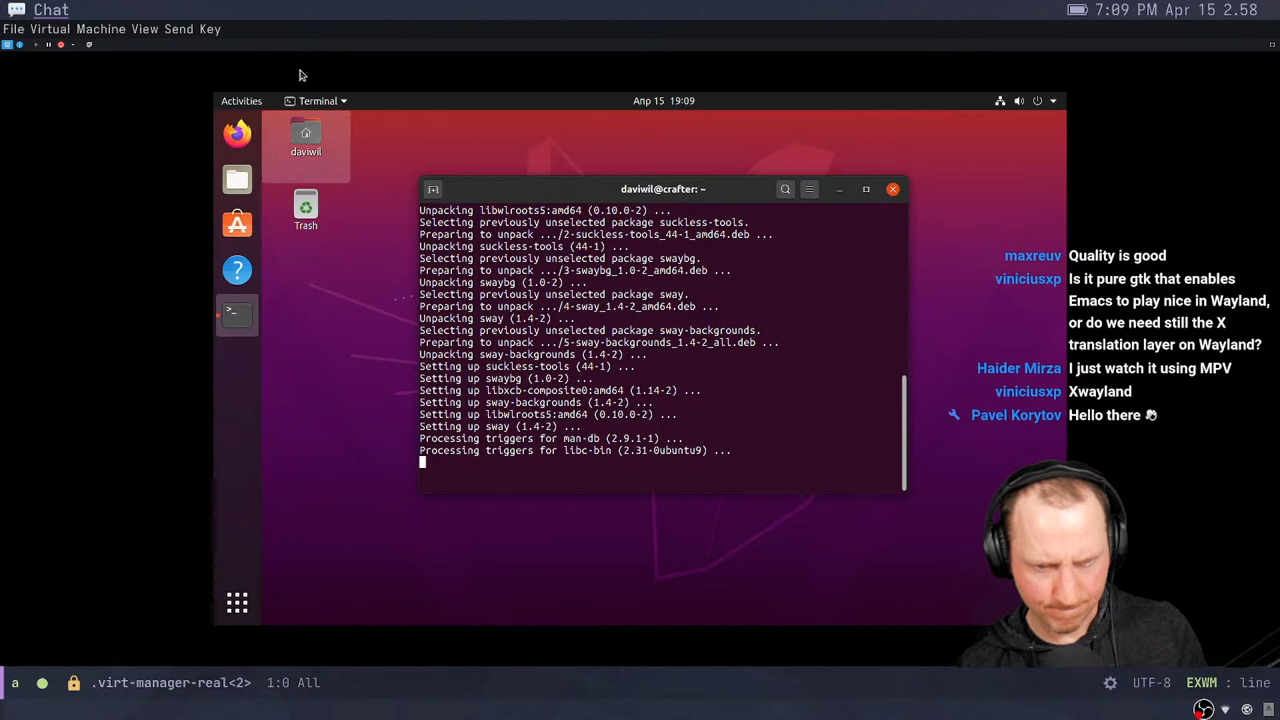 Chat
7:09 PM Apr 15 2.58
File Virtual Machine View Send Key
Activities
Terminal
Апр 15 19:09
daviwil
Trash
daviwil@crafter: ~
Unpacking libwlroots5:amd64 (0.10.0-2) ...
Selecting previously unselected package suckless-tools.
Preparing to unpack .../2-suckless-tools_44-1_amd64.deb ...
Unpacking suckless-tools (44-1) ...
Selecting previously unselected package swaybg.
Preparing to unpack .../3-swaybg_1.0-2_amd64.deb ...
Unpacking swaybg (1.0-2) ...
Selecting previously unselected package sway.
Preparing to unpack .../4-sway_1.4-2_amd64.deb ...
Unpacking sway (1.4-2) ...
Selecting previously unselected package sway-backgrounds.
Preparing to unpack .../5-sway-backgrounds_1.4-2_all.deb ...
Unpacking sway-backgrounds (1.4-2) ...
Setting up suckless-tools (44-1) ...
Setting up swaybg (1.0-2) ...
Setting up libxcb-composite0:amd64 (1.14-2) ...
Setting up sway-backgrounds (1.4-2) ...
Setting up libwlroots5:amd64 (0.10.0-2) ...
Setting up sway (1.4-2) ...
Processing triggers for man-db (2.9.1-1) ...
Processing triggers for libc-bin (2.31-0ubuntu9) ...
maxreuv Quality is good
viniciusxp Is it pure gtk that enables
Emacs to play nice in Wayland,
or do we need still the X
translation layer on Wayland?
Haider Mirza I just watch it using MPV
viniciusxp Xwayland
Pavel Korytov Hello there 👋
a .virt-manager-real<2> 1:0 All
UTF-8 EXWM : line